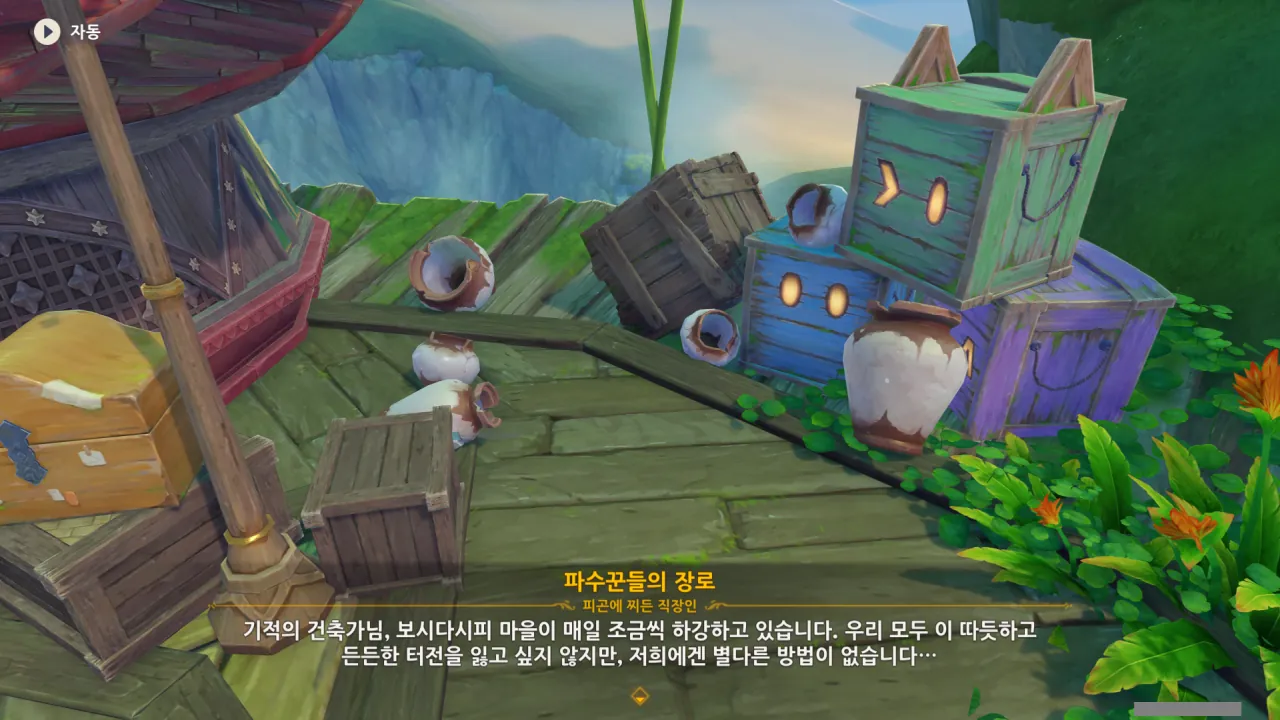 자동
파수꾼들의 장로
피곤에 찌든 직장인
기적의 건축가님, 보시다시피 마을이 매일 조금씩 하강하고 있습니다. 우리 모두 이 따듯하고
든든한 터전을 잃고 싶지 않지만, 저희에겐 별다른 방법이 없습니다…